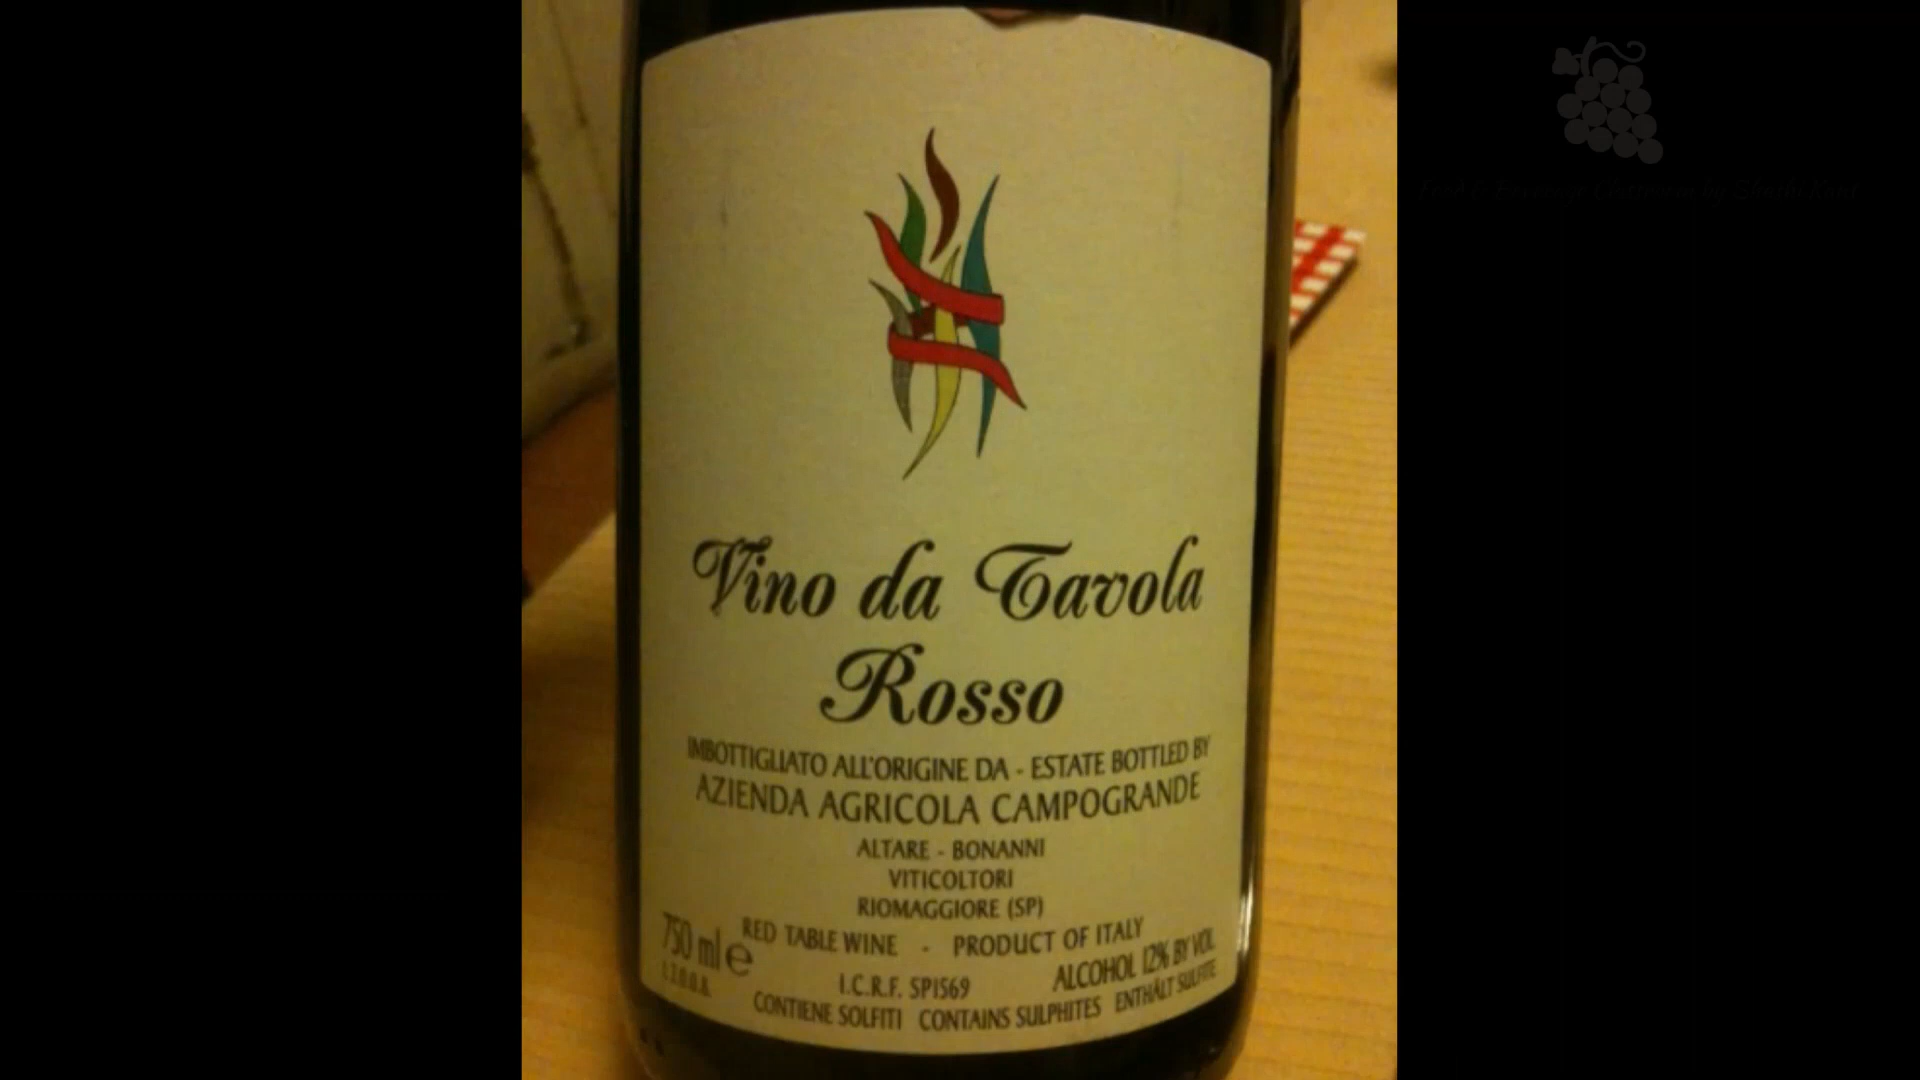 Vino da Tavola
Rosso
IMBOTTIGLIATO ALL'ORIGINE DA - ESTATE BOTTLED BY
AZIENDA AGRICOLA CAMPOGRANDE
ALTARE - BONANNI
VITICOLTORI
RIOMAGGIORE (SP)
RED TABLE WINE - PRODUCT OF ITALY
750 ml e
I.C.R.F. SP1569
ALCOHOL 12% BY VOL
CONTIENE SOLFITI CONTAINS SULPHITES ENTHÄLT SULFITE